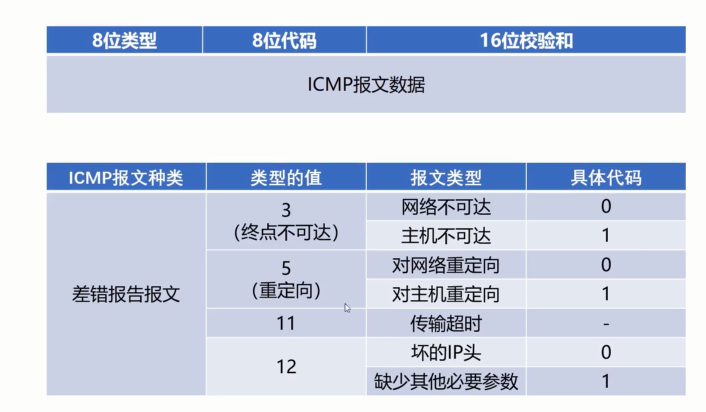 8位类型 8位代码 16位校验和
ICMP报文数据
ICMP报文种类 类型的值 报文类型 具体代码
差错报告报文
3
(终点不可达)
网络不可达 0
主机不可达 1
5
(重定向)
对网络重定向 0
对主机重定向 1
11 传输超时 -
12
坏的IP头 0
缺少其他必要参数 1